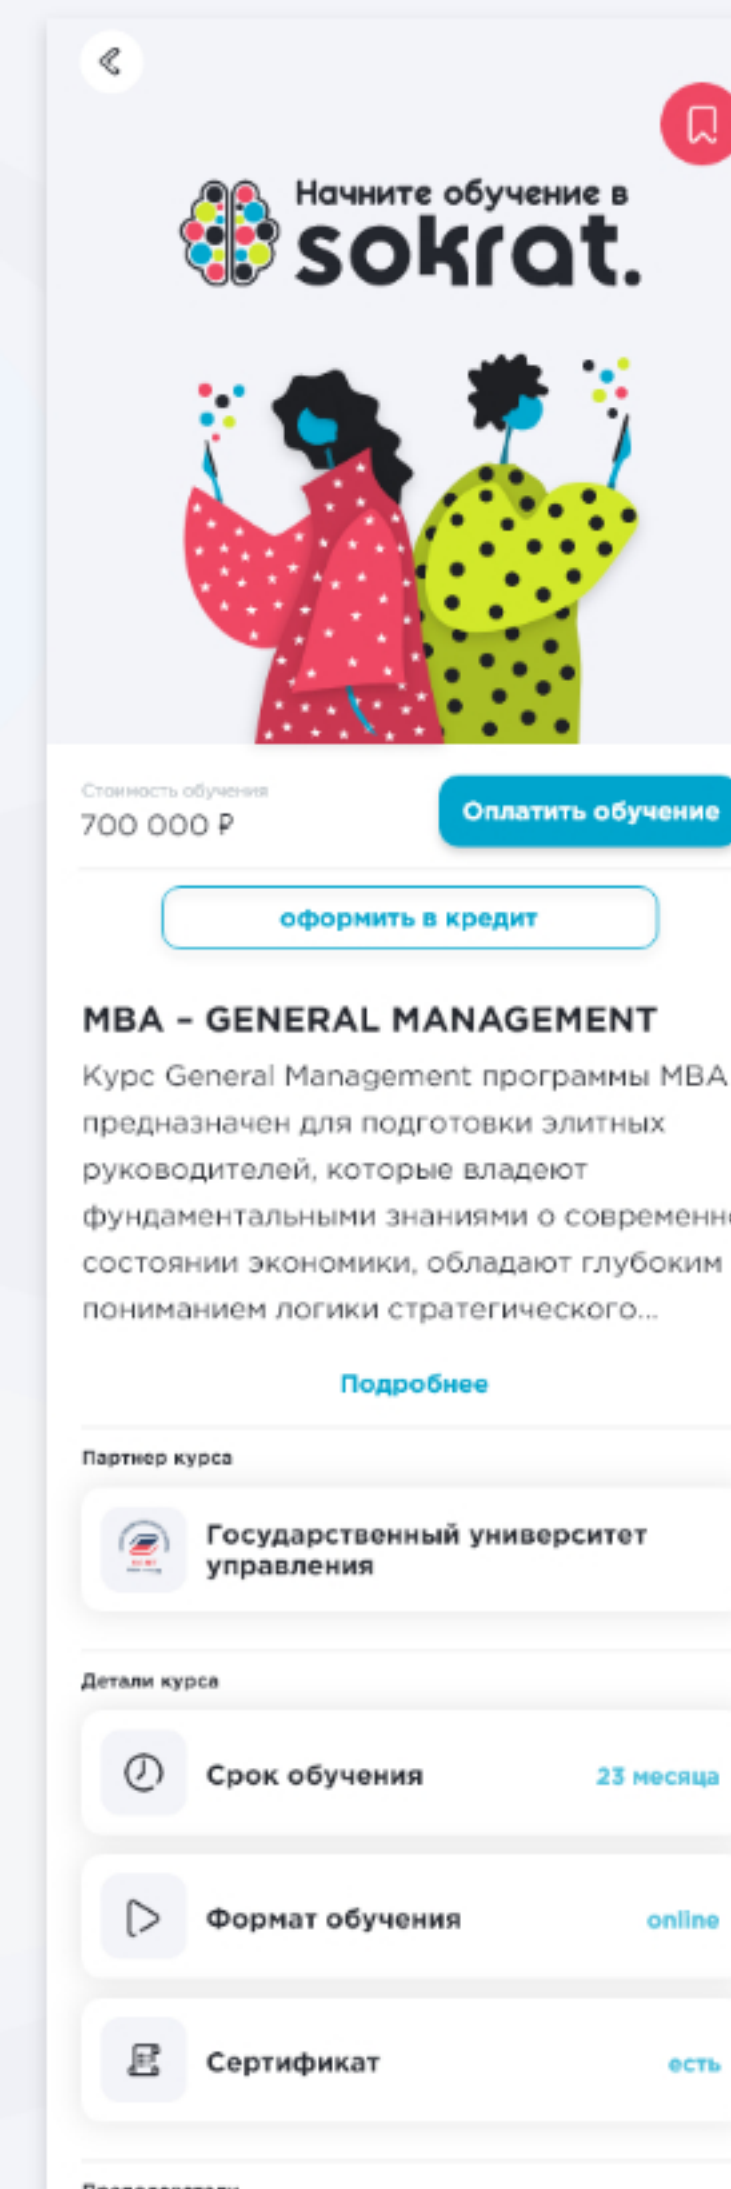 Начните обучение в
sokrat.
Стоимость обучения
700 000 ₽
Оплатить обучение
оформить в кредит
MBA – GENERAL MANAGEMENT
Курс General Management программы MBA
предназначен для подготовки элитных
руководителей, которые владеют
фундаментальными знаниями о современно
состоянии экономики, обладают глубоким
пониманием логики стратегического...
Подробнее
Партнер курса
Государственный университет
управления
Детали курса
Срок обучения
23 месяца
Формат обучения
online
Сертификат
есть